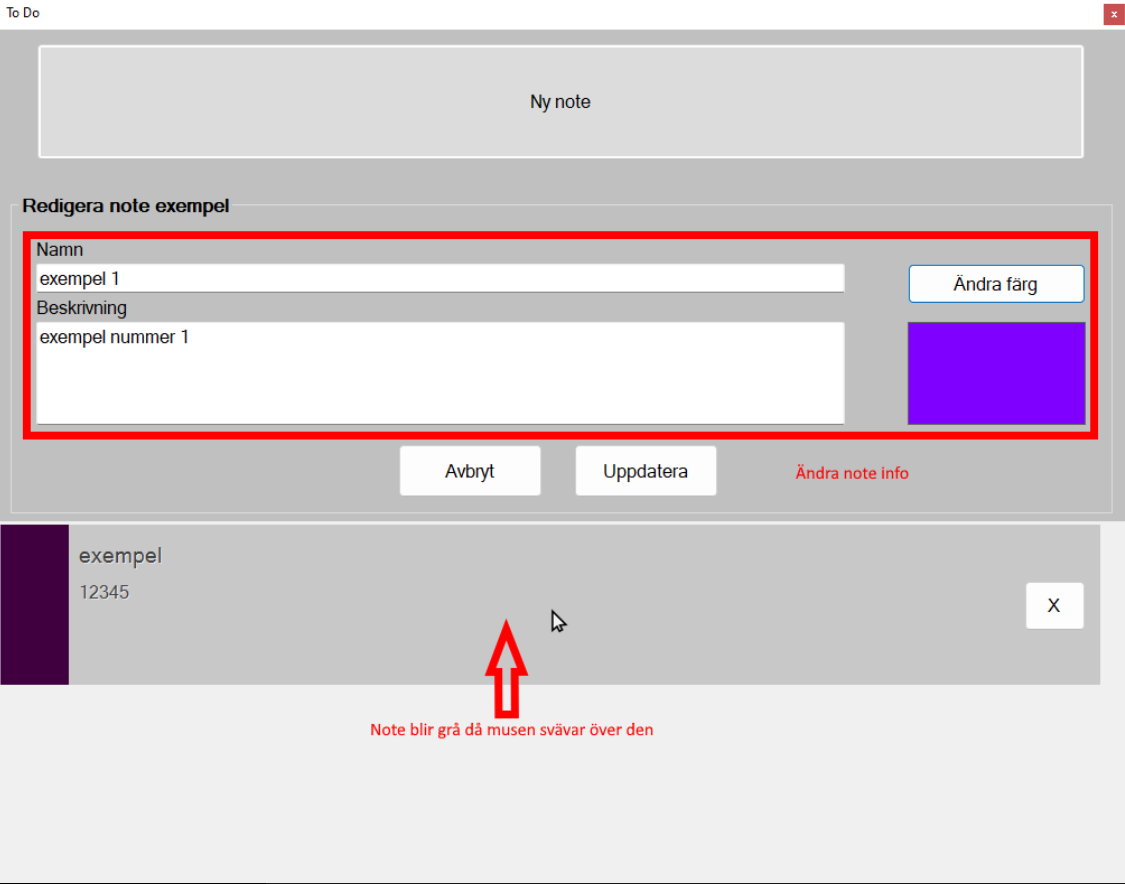 To Do
x
Ny note
Redigera note exempel
Namn
exempel 1
Ändra färg
Beskrivning
exempel nummer 1
Avbryt
Uppdatera
Ändra note info
exempel
12345
X
Note blir grå då musen svävar över den